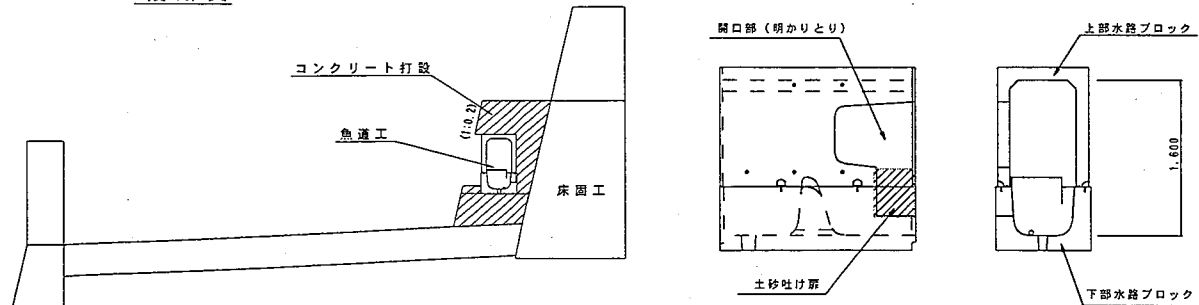 コンクリート打設
(1:0.2)
魚道工
床固工
開口部（明かりとり）
土砂吐け扉
上部水路ブロック
1,600
下部水路ブロック